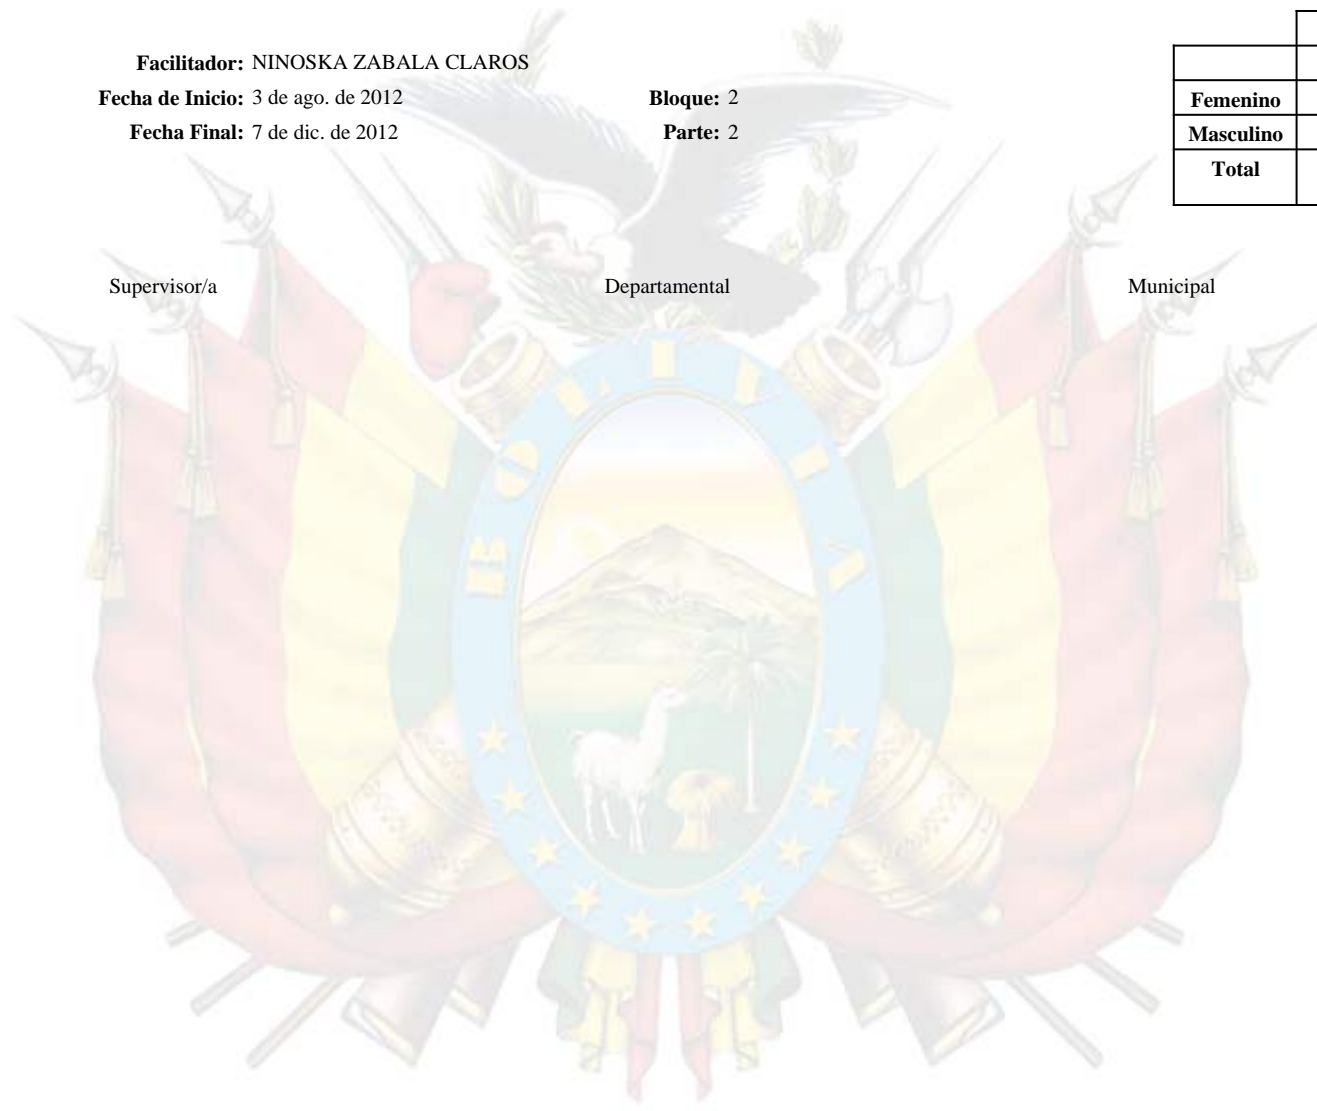 Facilitador: NINOSKA ZABALA CLAROS
Fecha de Inicio: 3 de ago. de 2012 Bloque: 2
Fecha Final: 7 de dic. de 2012 Parte: 2
Femenino
Masculino
Total
Supervisor/a Departamental Municipal
BOLIVIA